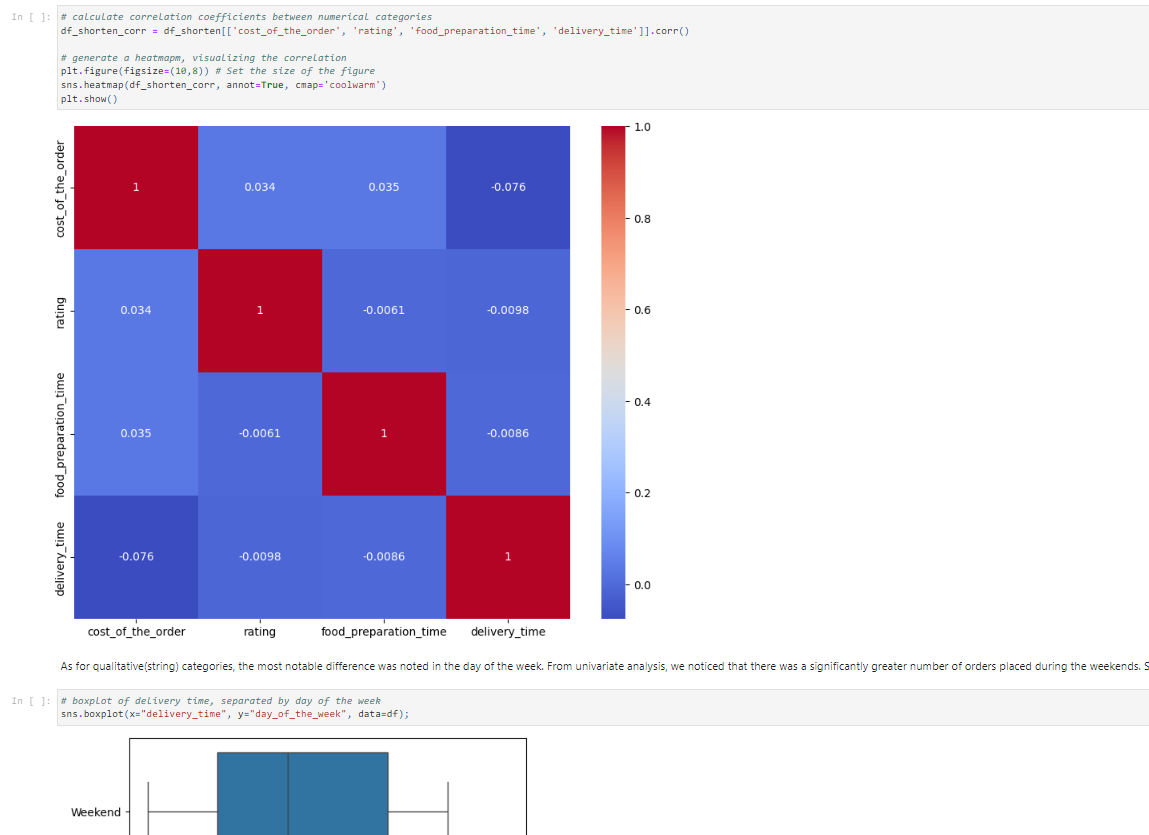 In [ ]:
# calculate correlation coefficients between numerical categories
df_shorten_corr = df_shorten[['cost_of_the_order', 'rating', 'food_preparation_time', 'delivery_time']].corr()
# generate a heatmapm, visualizing the correlation
plt.figure(figsize=(10,8)) # Set the size of the figure
sns.heatmap(df_shorten_corr, annot=True, cmap='coolwarm')
plt.show()
cost_of_the_order
1 0.034 0.035 -0.076
rating
0.034 1 -0.0061 -0.0098
food_preparation_time
0.035 -0.0061 1 -0.0086
delivery_time
-0.076 -0.0098 -0.0086 1
cost_of_the_order rating food_preparation_time delivery_time
1.0
0.8
0.6
0.4
0.2
0.0
As for qualitative(string) categories, the most notable difference was noted in the day of the week. From univariate analysis, we noticed that there was a significantly greater number of orders placed during the weekends. S
In [ ]:
# boxplot of delivery time, separated by day of the week
sns.boxplot(x="delivery_time", y="day_of_the_week", data=df);
Weekend